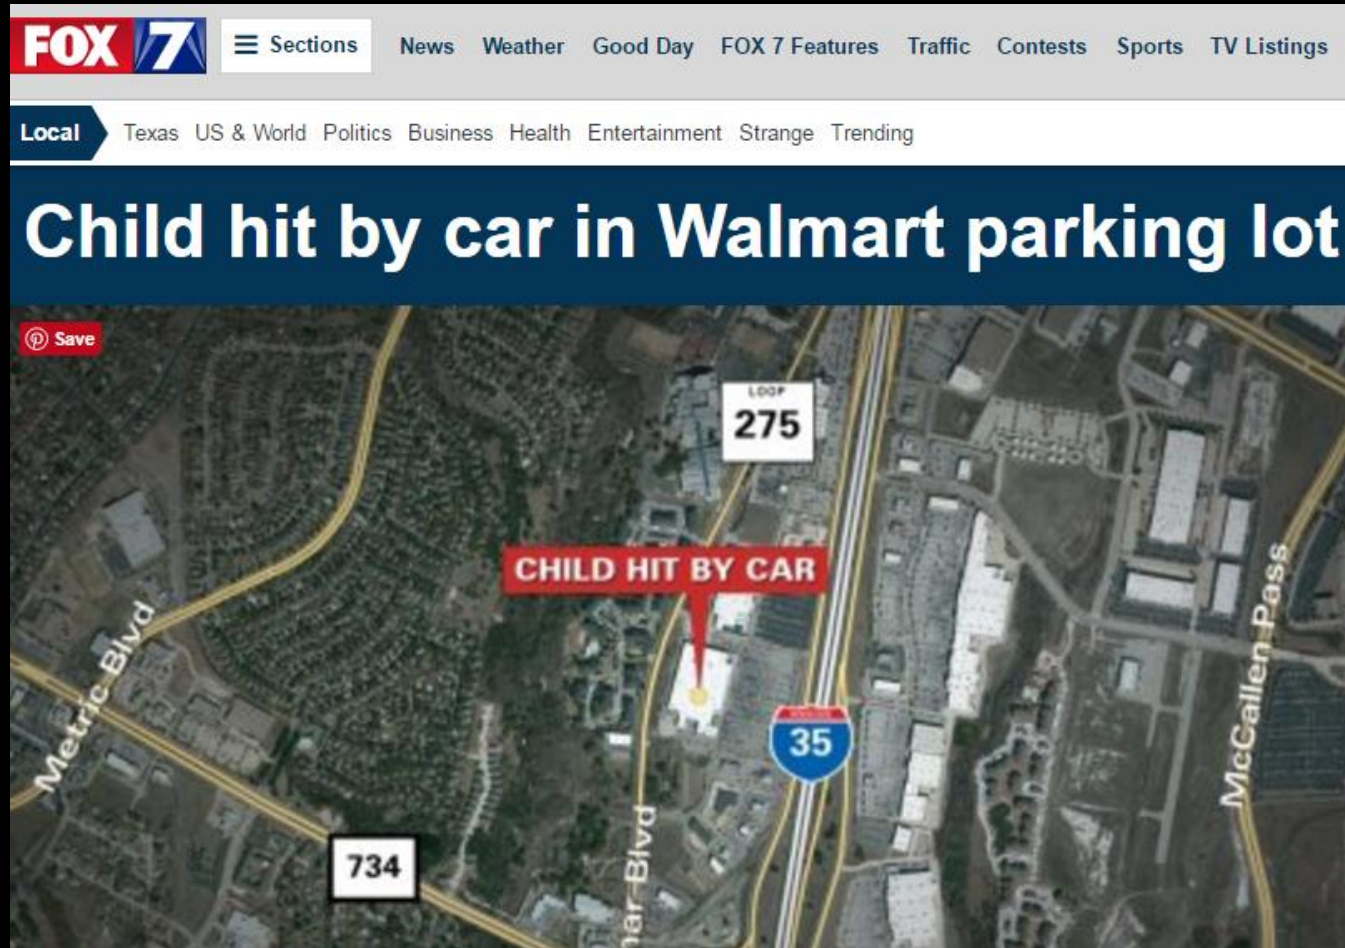 FOX 7
Sections News Weather Good Day FOX 7 Features Traffic Contests Sports TV Listings
Local Texas US & World Politics Business Health Entertainment Strange Trending
Child hit by car in Walmart parking lot
Save
LOOP
275
CHILD HIT BY CAR
Metric Blvd
McCallen Pass
35
734
mar Blvd